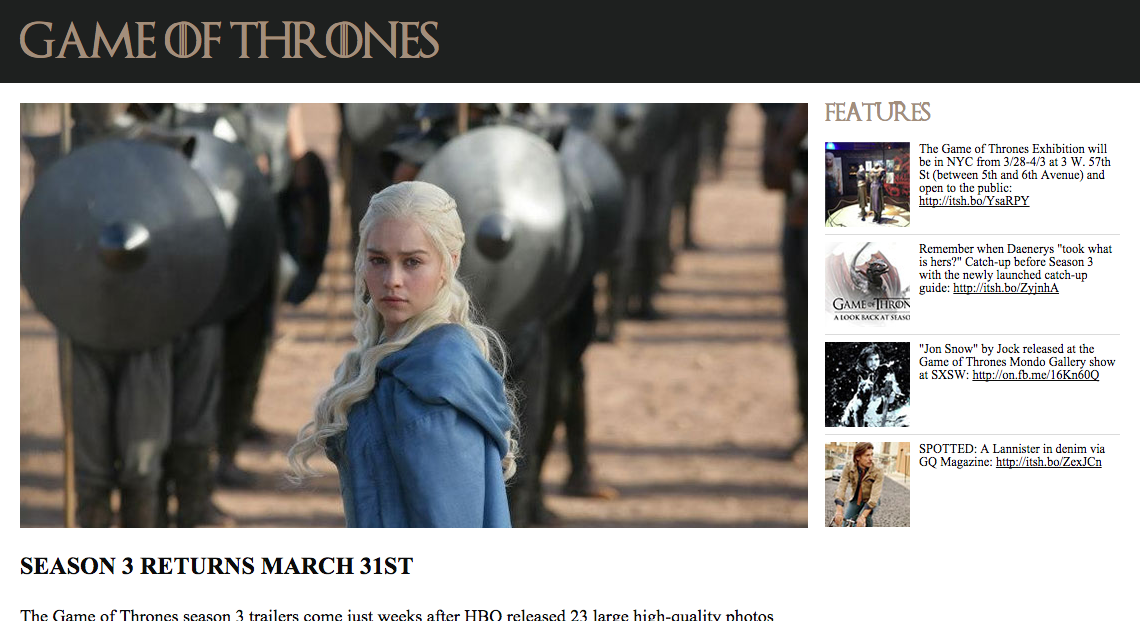 GAME OF THRONES
FEATURES
The Game of Thrones Exhibition will
be in NYC from 3/28-4/3 at 3 W. 57th
St (between 5th and 6th Avenue) and
open to the public:
http://itsh.bo/YsaRPY
Remember when Daenerys "took what
is hers?" Catch-up before Season 3
with the newly launched catch-up
guide: http://itsh.bo/ZyjnhA
GAME OF THRON
A LOOK BACK AT SEASO
"Jon Snow" by Jock released at the
Game of Thrones Mondo Gallery show
at SXSW: http://on.fb.me/16Kn60Q
SPOTTED: A Lannister in denim via
GQ Magazine: http://itsh.bo/ZexJCn
SEASON 3 RETURNS MARCH 31ST
The Game of Thrones season 3 trailers come just weeks after HBO released 23 large high-quality photos